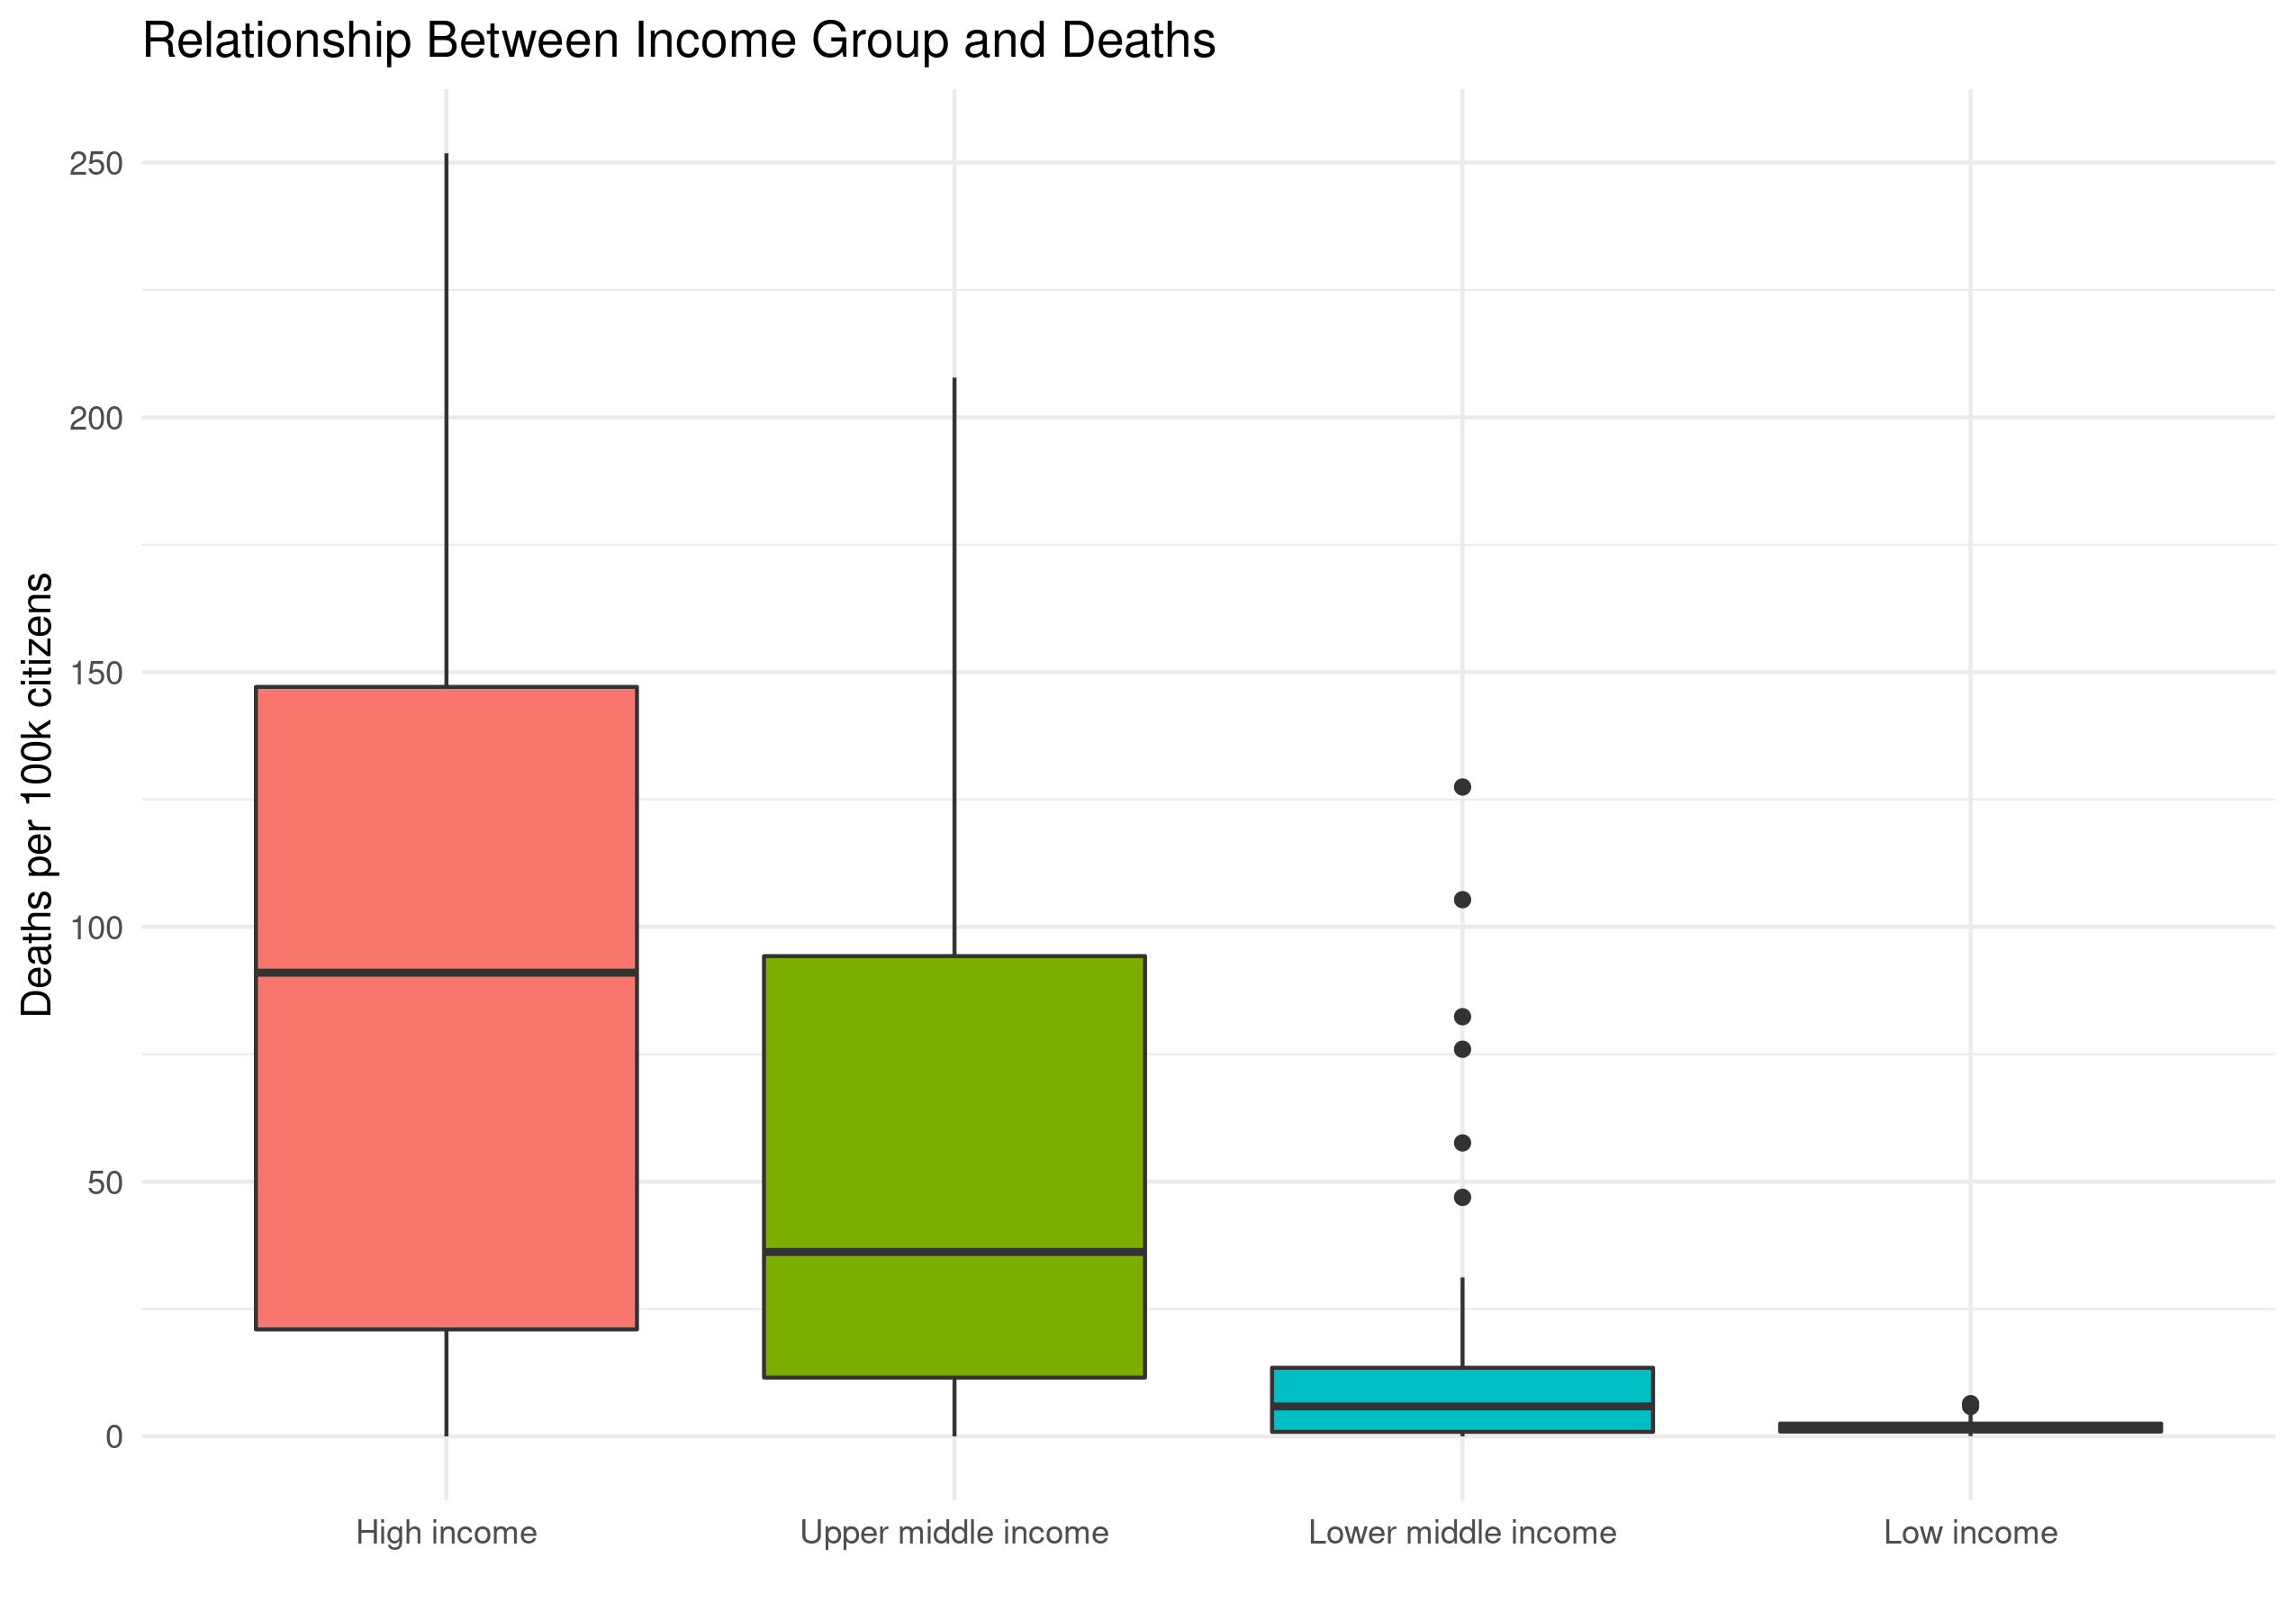 Relationship Between Income Group and Deaths
Deaths per 100k citizens
250
200
150
100
50
0
High income
Upper middle income
Lower middle income
Low income